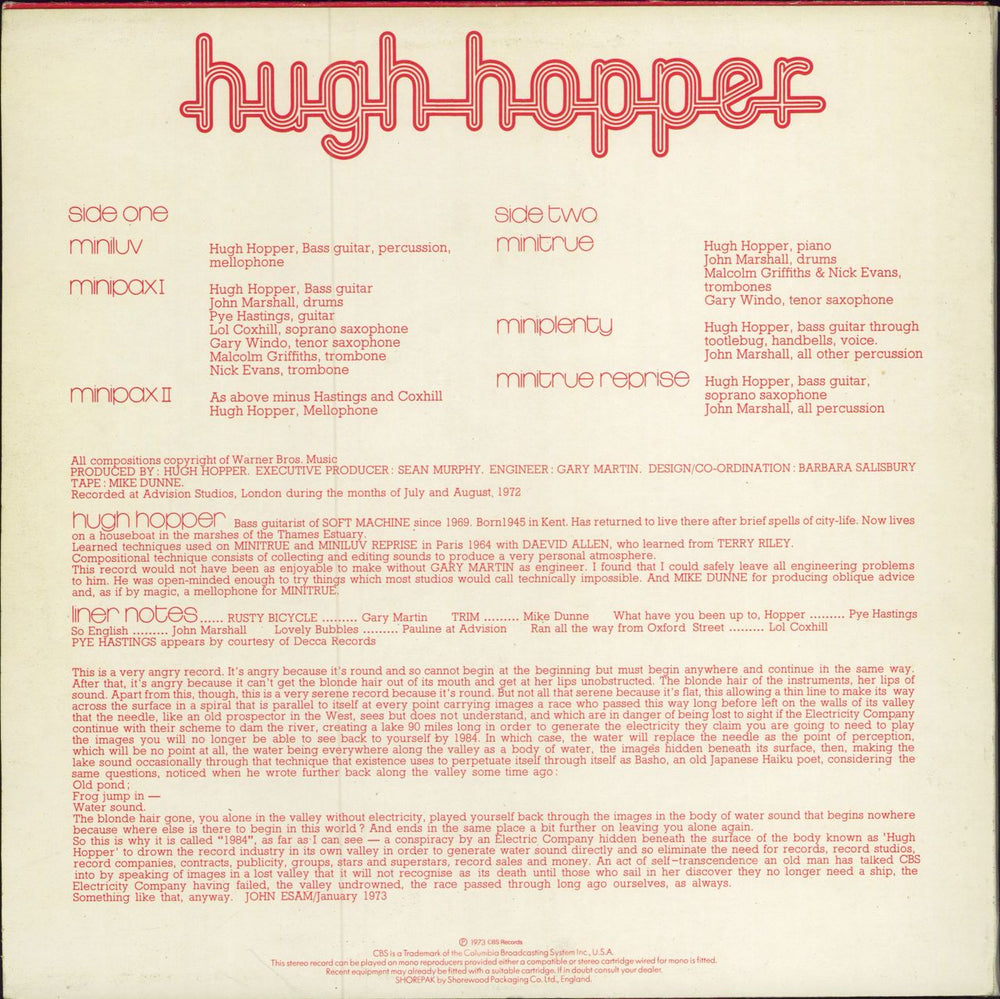 hugh hopper
side one
miniluv
Hugh Hopper, Bass guitar, percussion,
mellophone
minipax I
Hugh Hopper, Bass guitar
John Marshall, drums
Pye Hastings, guitar
Lol Coxhill, soprano saxophone
Gary Windo, tenor saxophone
Malcolm Griffiths, trombone
Nick Evans, trombone
minipax II
As above minus Hastings and Coxhill
Hugh Hopper, Mellophone
side two
minitrue
Hugh Hopper, piano
John Marshall, drums
Malcolm Griffiths & Nick Evans,
trombones
Gary Windo, tenor saxophone
miniplenty
Hugh Hopper, bass guitar through
tootlebug, handbells, voice.
John Marshall, all other percussion
minitrue reprise
Hugh Hopper, bass guitar,
soprano saxophone
John Marshall, all percussion
All compositions copyright of Warner Bros. Music
PRODUCED BY : HUGH HOPPER. EXECUTIVE PRODUCER : SEAN MURPHY. ENGINEER : GARY MARTIN. DESIGN/CO-ORDINATION : BARBARA SALISBURY
TAPE : MIKE DUNNE.
Recorded at Advision Studios, London during the months of July and August, 1972
hugh hopper Bass guitarist of SOFT MACHINE since 1969. Born1945 in Kent. Has returned to live there after brief spells of city-life. Now lives
on a houseboat in the marshes of the Thames Estuary.
Learned techniques used on MINITRUE and MINILUV REPRISE in Paris 1964 with DAEVID ALLEN, who learned from TERRY RILEY.
Compositional technique consists of collecting and editing sounds to produce a very personal atmosphere.
This record would not have been as enjoyable to make without GARY MARTIN as engineer. I found that I could safely leave all engineering problems
to him. He was open-minded enough to try things which most studios would call technically impossible. And MIKE DUNNE for producing oblique advice
and, as if by magic, a mellophone for MINITRUE.
liner notes...... RUSTY BICYCLE ......... Gary Martin TRIM ......... Mike Dunne What have you been up to, Hopper ......... Pye Hastings
So English ......... John Marshall Lovely Bubbles ......... Pauline at Advision Ran all the way from Oxford Street ......... Lol Coxhill
PYE HASTINGS appears by courtesy of Decca Records
This is a very angry record. It's angry because it's round and so cannot begin at the beginning but must begin anywhere and continue in the same way.
After that, it's angry because it can't get the blonde hair out of its mouth and get at her lips unobstructed. The blonde hair of the instruments, her lips of
sound. Apart from this, though, this is a very serene record because it's round. But not all that serene because it's flat, this allowing a thin line to make its way
across the surface in a spiral that is parallel to itself at every point carrying images a race who passed this way long before left on the walls of its valley
that the needle, like an old prospector in the West, sees but does not understand, and which are in danger of being lost to sight if the Electricity Company
continue with their scheme to dam the river, creating a lake 90 miles long in order to generate the electricity they claim you are going to need to play
the images you will no longer be able to see back to yourself by 1984. In which case, the water will replace the needle as the point of perception,
which will be no point at all, the water being everywhere along the valley as a body of water, the images hidden beneath its surface, then, making the
lake sound occasionally through that technique that existence uses to perpetuate itself through itself as Basho, an old Japanese Haiku poet, considering the
same questions, noticed when he wrote further back along the valley some time ago :
Old pond ;
Frog jump in —
Water sound.
The blonde hair gone, you alone in the valley without electricity, played yourself back through the images in the body of water sound that begins nowhere
because where else is there to begin in this world ? And ends in the same place a bit further on leaving you alone again.
So this is why it is called "1984", as far as I can see — a conspiracy by an Electric Company hidden beneath the surface of the body known as 'Hugh
Hopper' to drown the record industry in its own valley in order to generate water sound directly and so eliminate the need for records, record studios,
record companies, contracts, publicity, groups, stars and superstars, record sales and money. An act of self-transcendence an old man has talked CBS
into by speaking of images in a lost valley that it will not recognise as its death until those who sail in her discover they no longer need a ship, the
Electricity Company having failed, the valley undrowned, the race passed through long ago ourselves, as always.
Something like that, anyway. JOHN ESAM/January 1973
Ⓟ 1973 CBS Records
CBS is a Trademark of the Columbia Broadcasting System Inc., U.S.A.
This stereo record can be played on mono reproducers provided either a compatible or stereo cartridge wired for mono is fitted.
Recent equipment may already be fitted with a suitable cartridge. If in doubt consult your dealer.
SHOREPAK by Shorewood Packaging Co. Ltd., England.